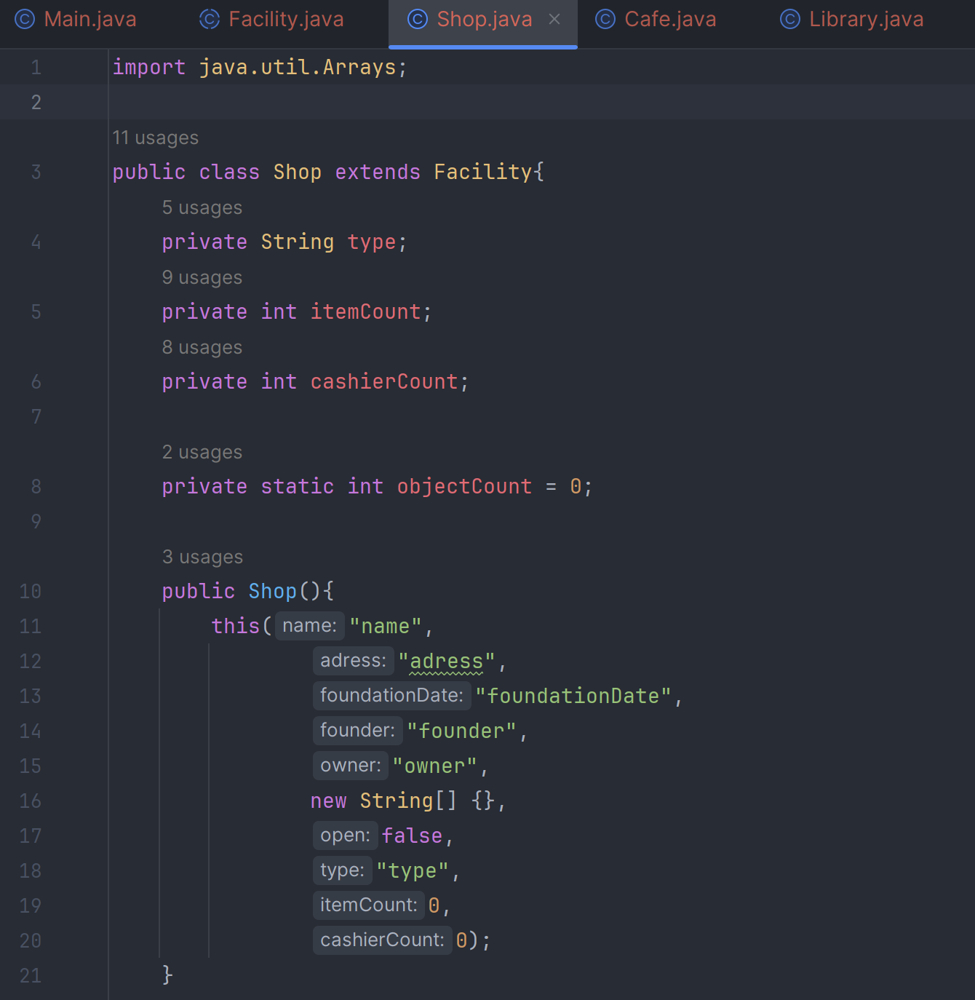 Main.java Facility.java Shop.java Cafe.java Library.java
1 import java.util.Arrays;
2
11 usages
3 public class Shop extends Facility{
5 usages
4 private String type;
9 usages
5 private int itemCount;
8 usages
6 private int cashierCount;
7
2 usages
8 private static int objectCount = 0;
9
3 usages
10 public Shop(){
11 this( name: "name",
12 adress: "adress",
13 foundationDate: "foundationDate",
14 founder: "founder",
15 owner: "owner",
16 new String[] {},
17 open: false,
18 type: "type",
19 itemCount: 0,
20 cashierCount: 0);
21 }